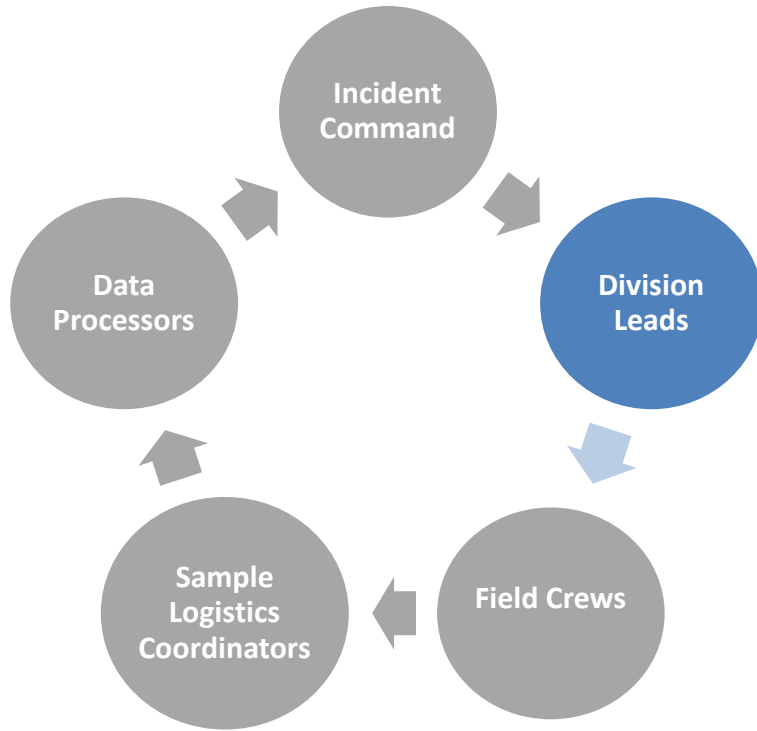 Incident
Command
Division
Leads
Field Crews
Sample
Logistics
Coordinators
Data
Processors